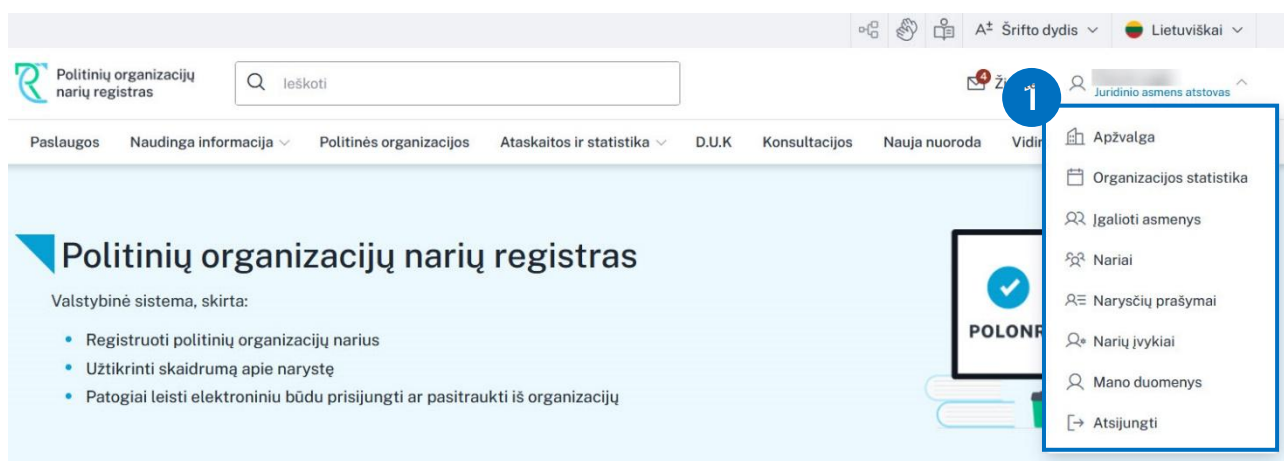 A± Šrifto dydis Lietuviškai
Politinių organizacijų
narių registras
Ieškoti
4
1
Juridinio asmens atstovas
Paslaugos Naudinga informacija Politinės organizacijos Ataskaitos ir statistika D.U.K Konsultacijos Nauja nuoroda
Apžvalga
Organizacijos statistika
Įgalioti asmenys
Nariai
Narysčių prašymai
Narių įvykiai
Mano duomenys
Atsijungti
Politinių organizacijų narių registras
Valstybinė sistema, skirta:
• Registruoti politinių organizacijų narius
• Užtikrinti skaidrumą apie narystę
• Patogiai leisti elektroniniu būdu prisijungti ar pasitraukti iš organizacijų